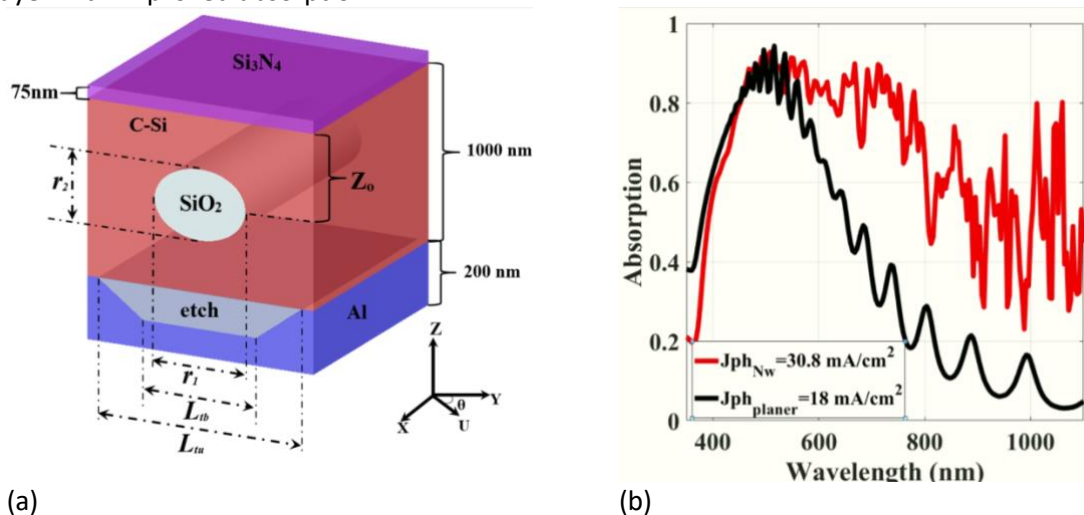 Si₃N₄
75nm
C-Si
1000 nm
r₂
SiO₂
Zₒ
200 nm
etch
Al
r₁
Lₜb
Lₜᵤ
Z
Y
θ
X
U
(a)
1
0.8
0.6
0.4
0.2
0
Absorption
Jph_Nw=30.8 mA/cm²
Jph_planer=18 mA/cm²
400
600
800
1000
Wavelength (nm)
(b)